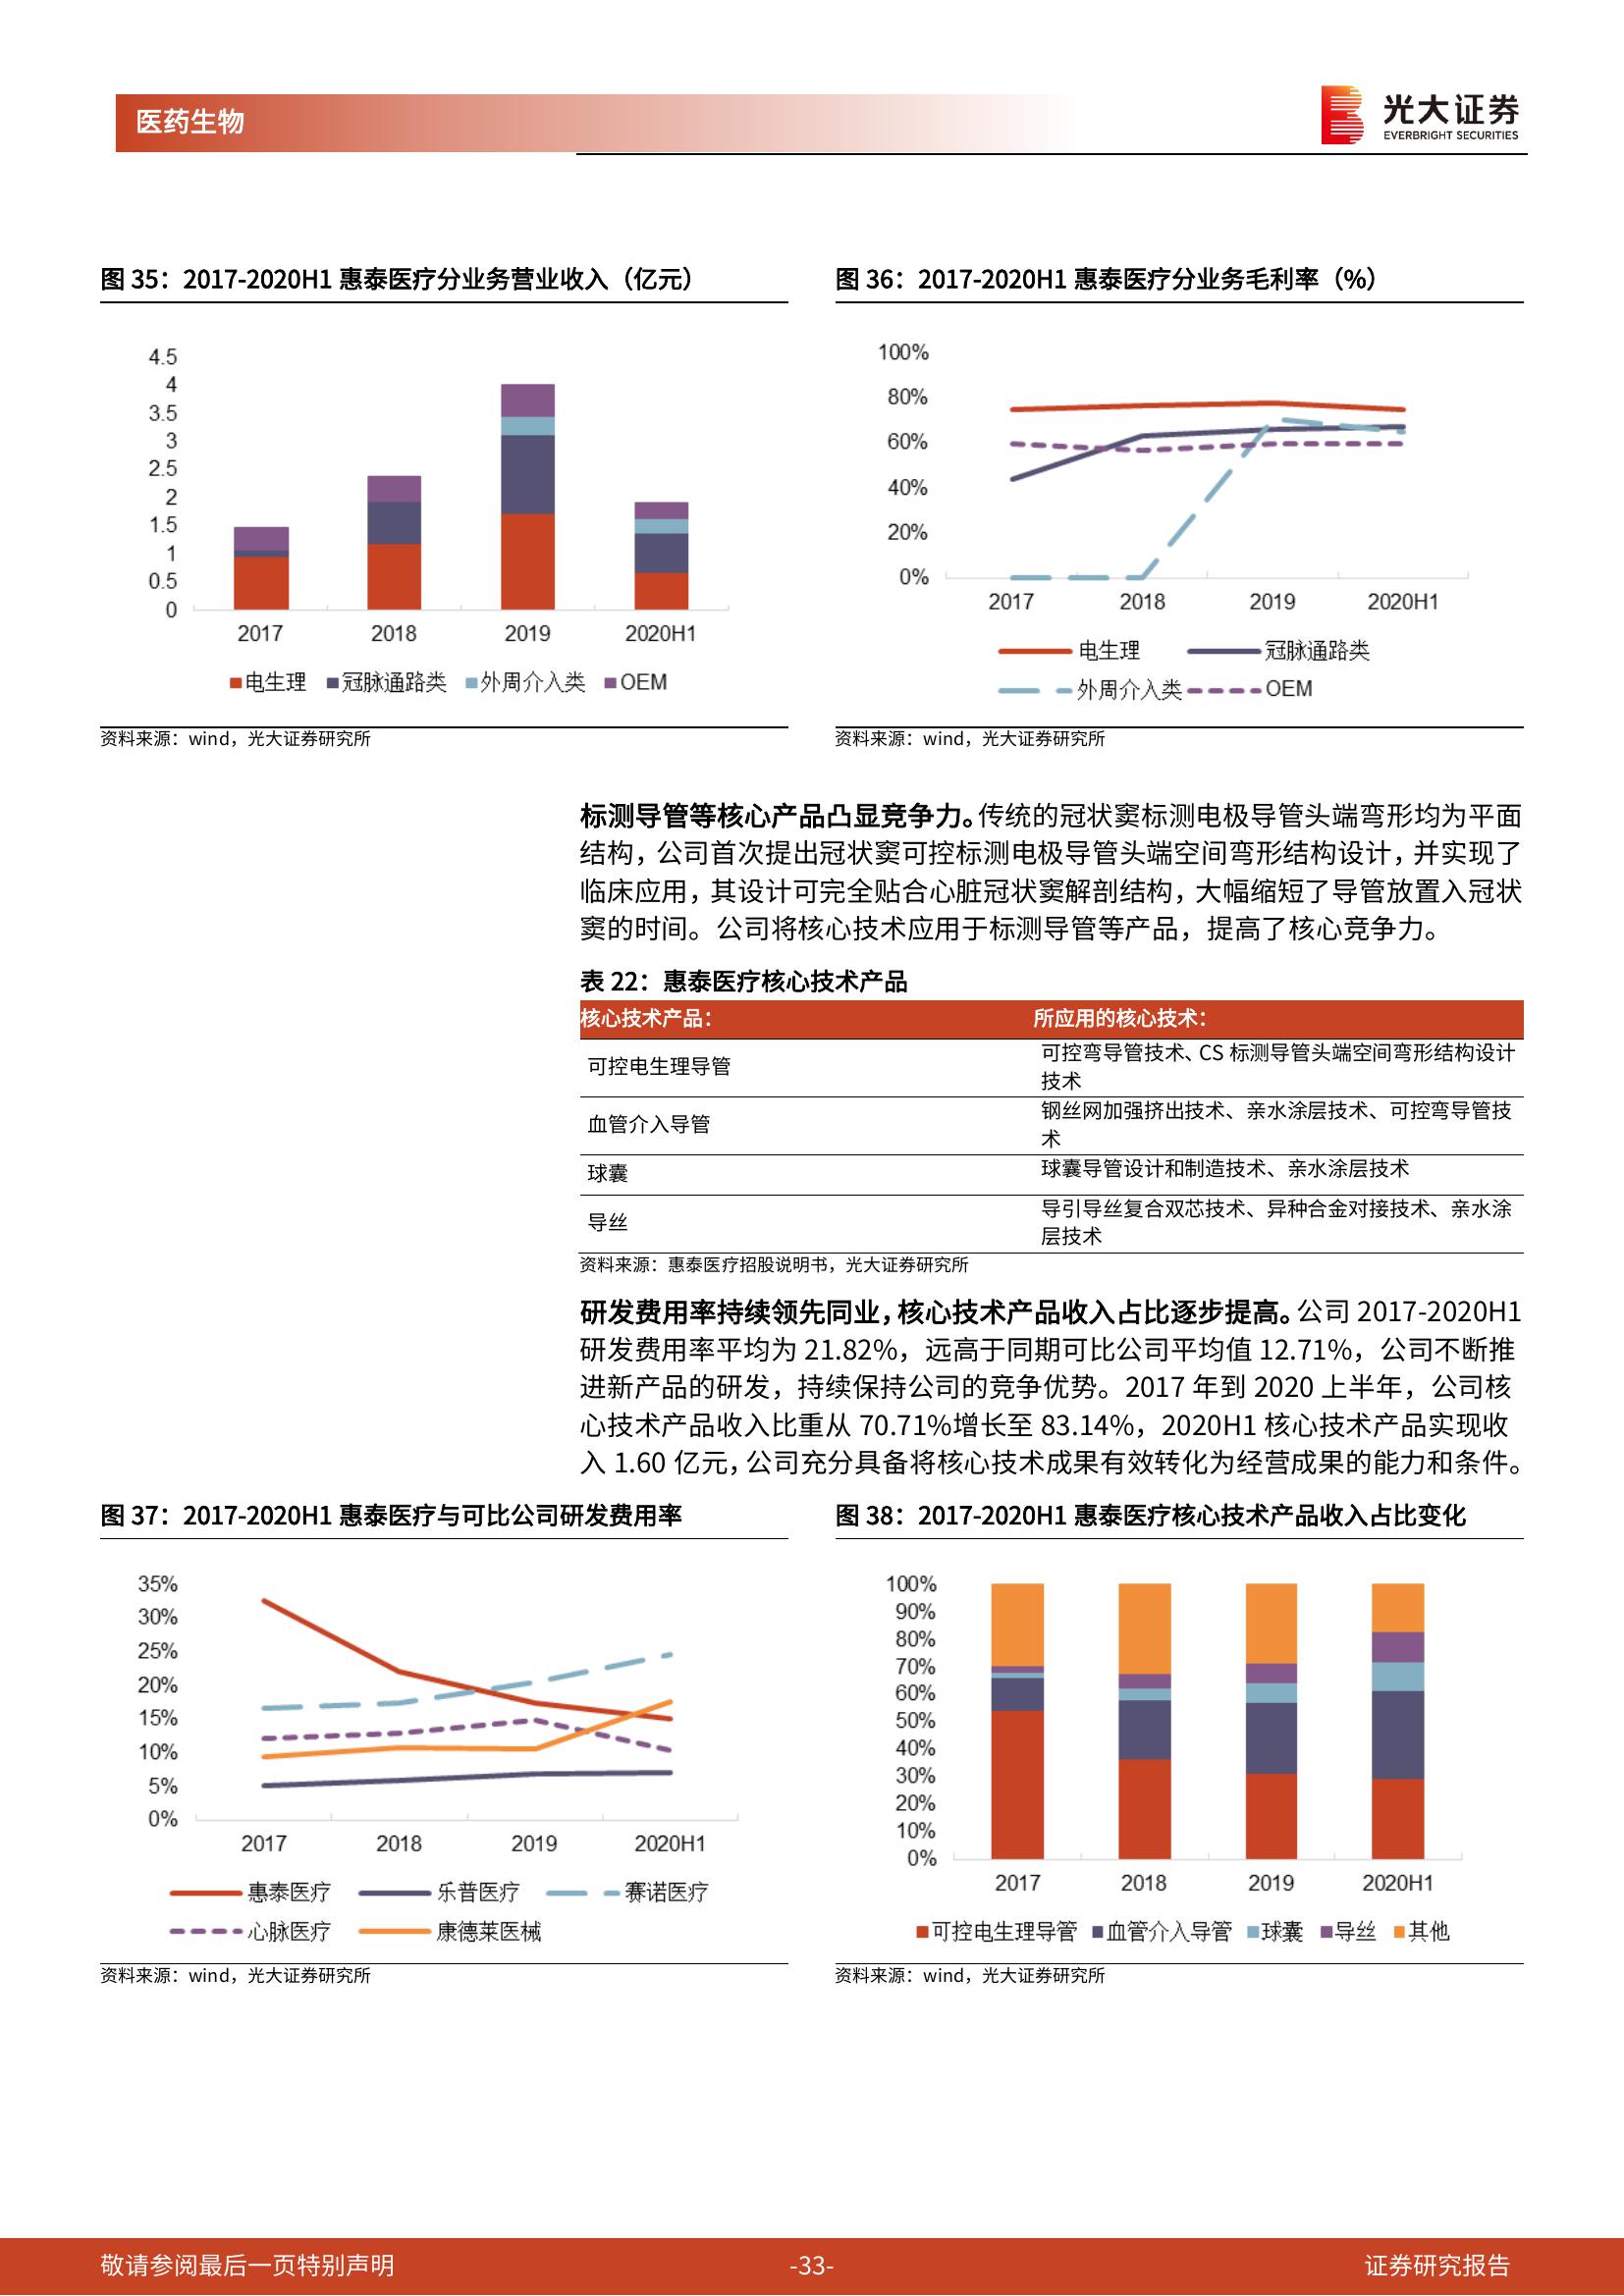 医药生物
光大证券
EVERBRIGHT SECURITIES
图 35：2017-2020H1 惠泰医疗分业务营业收入（亿元）
4.5
4
3.5
3
2.5
2
1.5
1
0.5
0
2017 2018 2019 2020H1
电生理 冠脉通路类 外周介入类 OEM
资料来源：wind，光大证券研究所
图 36：2017-2020H1 惠泰医疗分业务毛利率（%）
100%
80%
60%
40%
20%
0%
2017 2018 2019 2020H1
电生理 冠脉通路类
外周介入类 OEM
资料来源：wind，光大证券研究所
标测导管等核心产品凸显竞争力。传统的冠状窦标测电极导管头端弯形均为平面
结构，公司首次提出冠状窦可控标测电极导管头端空间弯形结构设计，并实现了
临床应用，其设计可完全贴合心脏冠状窦解剖结构，大幅缩短了导管放置入冠状
窦的时间。公司将核心技术应用于标测导管等产品，提高了核心竞争力。
表 22：惠泰医疗核心技术产品
核心技术产品： 所应用的核心技术：
可控电生理导管 可控弯导管技术、CS 标测导管头端空间弯形结构设计
技术
血管介入导管 钢丝网加强挤出技术、亲水涂层技术、可控弯导管技
术
球囊 球囊导管设计和制造技术、亲水涂层技术
导丝 导引导丝复合双芯技术、异种合金对接技术、亲水涂
层技术
资料来源：惠泰医疗招股说明书，光大证券研究所
研发费用率持续领先同业，核心技术产品收入占比逐步提高。公司 2017-2020H1
研发费用率平均为 21.82%，远高于同期可比公司平均值 12.71%，公司不断推
进新产品的研发，持续保持公司的竞争优势。2017 年到 2020 上半年，公司核
心技术产品收入比重从 70.71%增长至 83.14%，2020H1 核心技术产品实现收
入 1.60 亿元，公司充分具备将核心技术成果有效转化为经营成果的能力和条件。
图 37：2017-2020H1 惠泰医疗与可比公司研发费用率
35%
30%
25%
20%
15%
10%
5%
0%
2017 2018 2019 2020H1
惠泰医疗 乐普医疗 赛诺医疗
心脉医疗 康德莱医械
资料来源：wind，光大证券研究所
图 38：2017-2020H1 惠泰医疗核心技术产品收入占比变化
100%
90%
80%
70%
60%
50%
40%
30%
20%
10%
0%
2017 2018 2019 2020H1
可控电生理导管 血管介入导管 球囊 导丝 其他
资料来源：wind，光大证券研究所
敬请参阅最后一页特别声明 -33- 证券研究报告